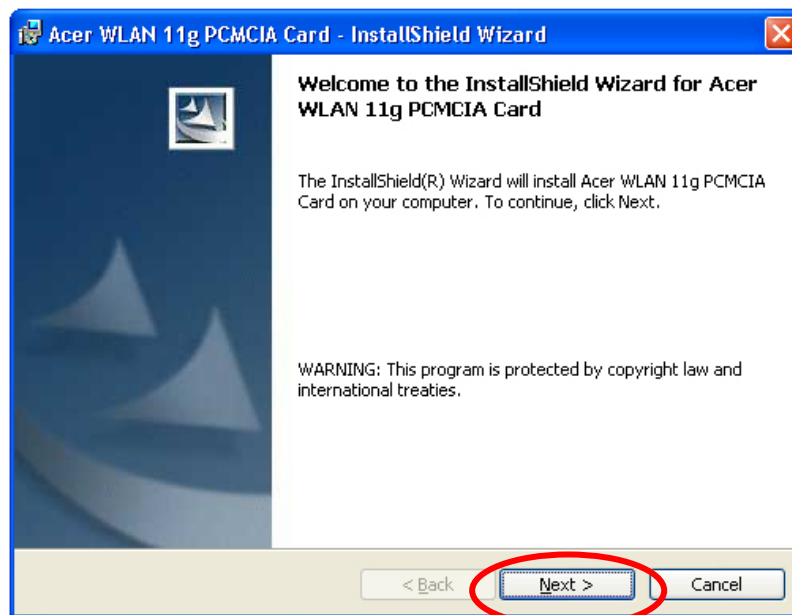 Acer WLAN 11g PCMCIA Card - InstallShield Wizard
Welcome to the InstallShield Wizard for Acer
WLAN 11g PCMCIA Card
The InstallShield(R) Wizard will install Acer WLAN 11g PCMCIA
Card on your computer. To continue, click Next.
WARNING: This program is protected by copyright law and
international treaties.
< Back Next > Cancel